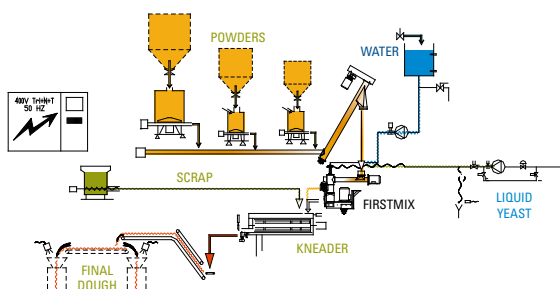 POWDERS
WATER
400V Tri+N+T
50 HZ
SCRAP
FIRSTMIX
LIQUID
YEAST
KNEADER
FINAL
DOUGH